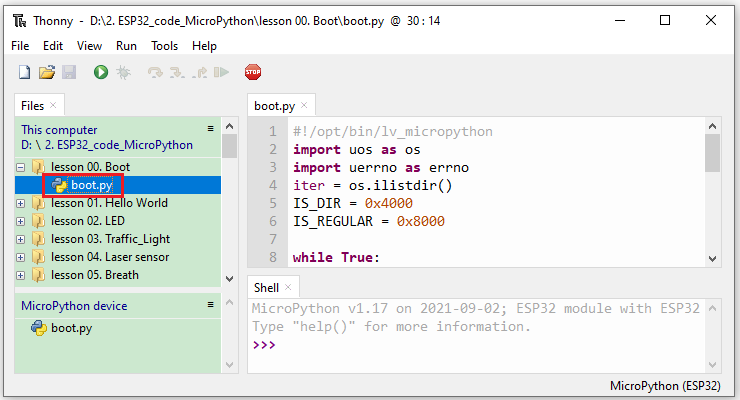 Thonny - D:\2. ESP32_code_MicroPython\lesson 00. Boot\boot.py @ 30 : 14
File Edit View Run Tools Help
STOP
Files
This computer
D: \ 2. ESP32_code_MicroPython
lesson 00. Boot
boot.py
lesson 01. Hello World
lesson 02. LED
lesson 03. Traffic_Light
lesson 04. Laser sensor
lesson 05. Breath
MicroPython device
boot.py
boot.py
1 #!/opt/bin/lv_micropython
2 import uos as os
3 import uerrno as errno
4 iter = os.ilistdir()
5 IS_DIR = 0x4000
6 IS_REGULAR = 0x8000
7
8 while True:
Shell
MicroPython v1.17 on 2021-09-02; ESP32 module with ESP32
Type "help()" for more information.
>>>
MicroPython (ESP32)